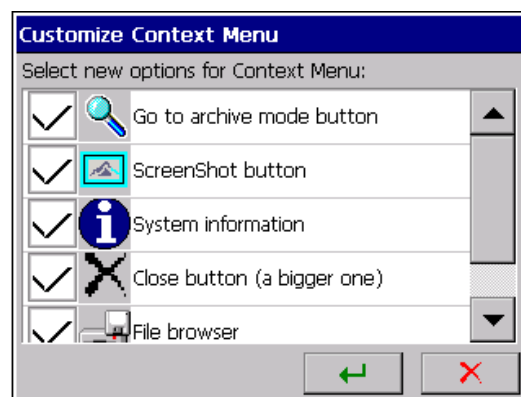 Customize Context Menu
Select new options for Context Menu:
Go to archive mode button
ScreenShot button
System information
Close button (a bigger one)
File browser